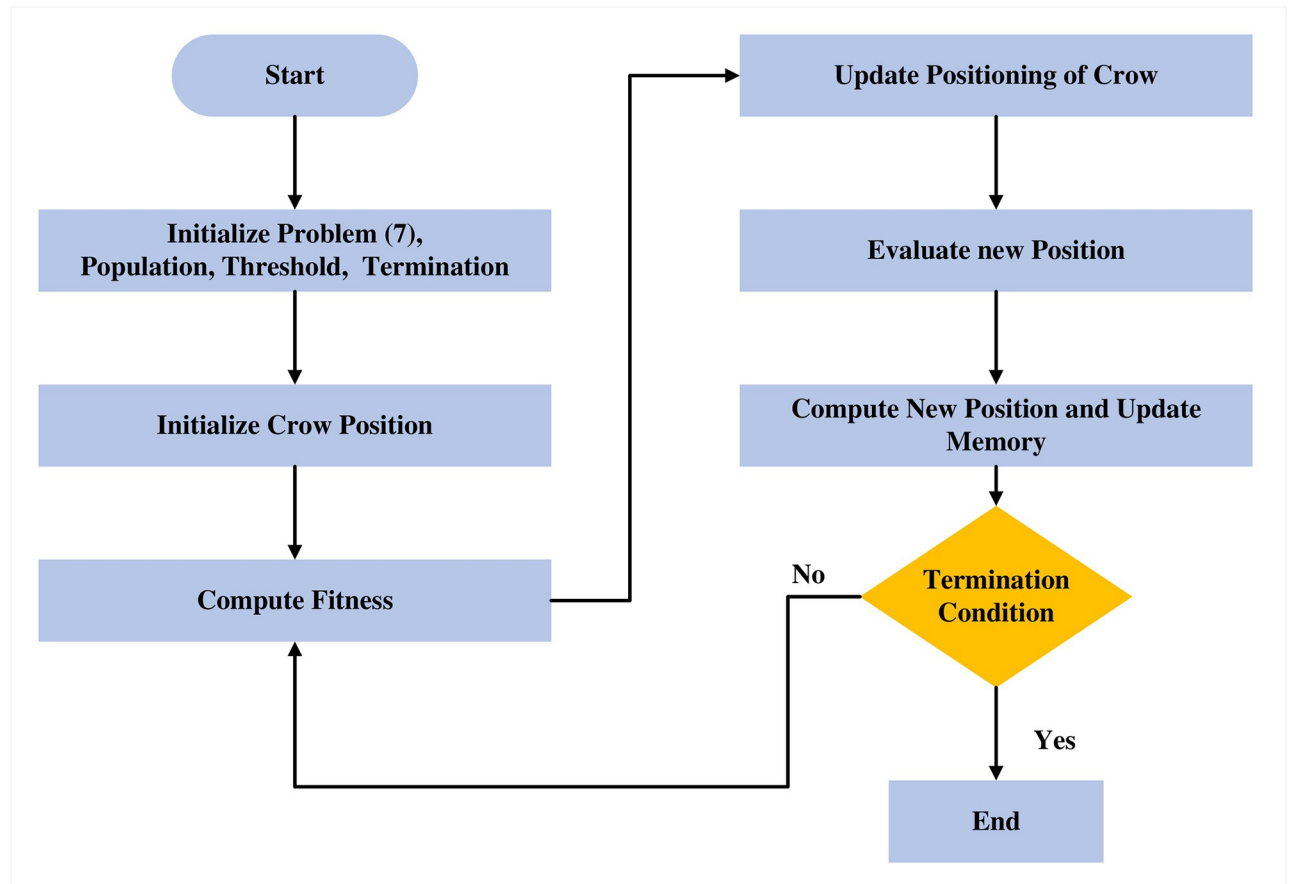 Start
Initialize Problem (7),
Population, Threshold, Termination
Initialize Crow Position
Compute Fitness
Update Positioning of Crow
Evaluate new Position
Compute New Position and Update
Memory
No
Termination
Condition
Yes
End